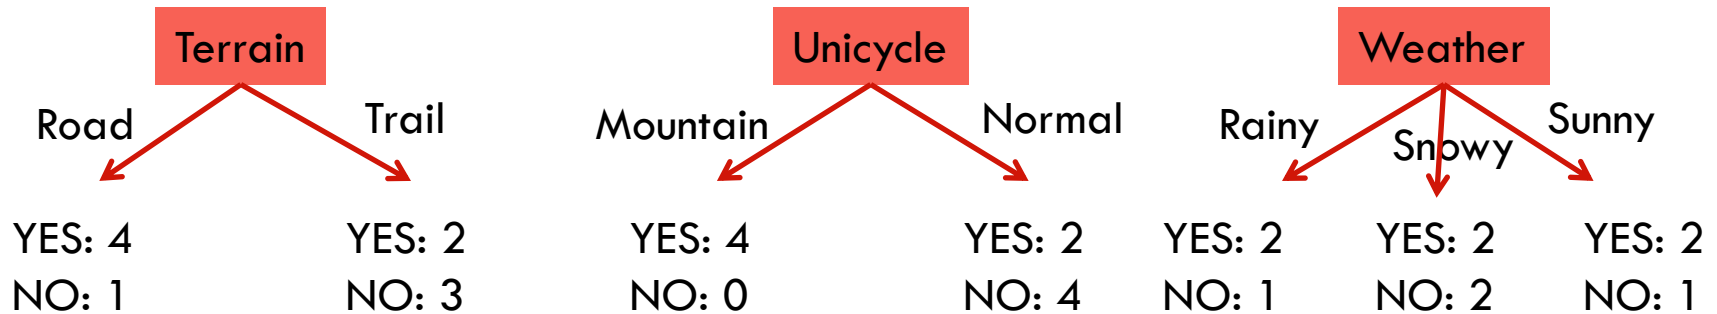 Terrain
Unicycle
Weather
Road
Trail
Mountain
Normal
Rainy
Snowy
Sunny
YES: 4
NO: 1
YES: 2
NO: 3
YES: 4
NO: 0
YES: 2
NO: 4
YES: 2
NO: 1
YES: 2
NO: 2
YES: 2
NO: 1